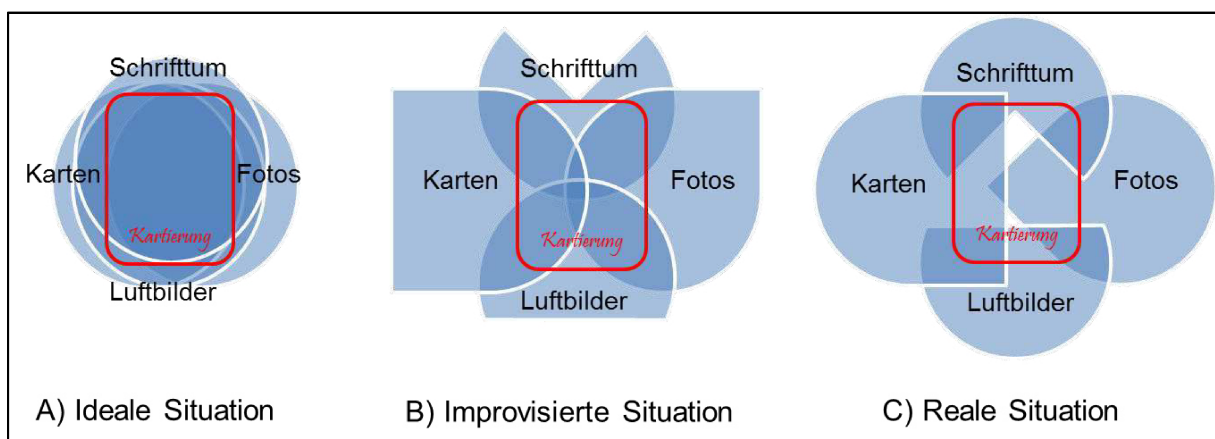 Schrifttum
Karten
Fotos
Kartierung
Luftbilder
A) Ideale Situation
Schrifttum
Karten
Fotos
Kartierung
Luftbilder
B) Improvisierte Situation
Schrifttum
Karten
Fotos
Kartierung
Luftbilder
C) Reale Situation